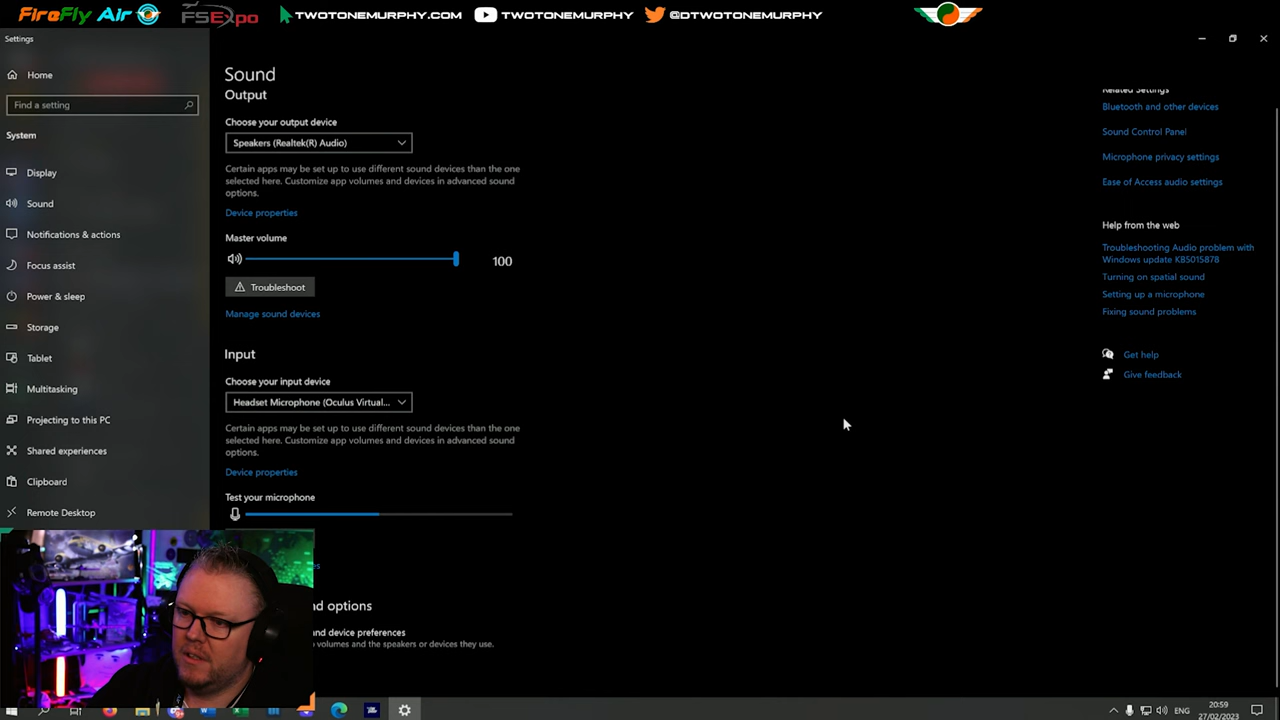 FireFly Air
FSExpo
TWOTONEMURPHY.COM
TWOTONEMURPHY
@DTWOTONEMURPHY
Settings
Home
Find a setting
System
Display
Sound
Notifications & actions
Focus assist
Power & sleep
Storage
Tablet
Multitasking
Projecting to this PC
Shared experiences
Clipboard
Remote Desktop
Sound
Output
Choose your output device
Speakers (Realtek(R) Audio)
Certain apps may be set up to use different sound devices than the one
selected here. Customize app volumes and devices in advanced sound
options.
Device properties
Master volume
100
Troubleshoot
Manage sound devices
Input
Choose your input device
Headset Microphone (Oculus Virtual...
Certain apps may be set up to use different sound devices than the one
selected here. Customize app volumes and devices in advanced sound
options.
Device properties
Test your microphone
options
device preferences
volumes and the speakers or devices they use.
Related Settings
Bluetooth and other devices
Sound Control Panel
Microphone privacy settings
Ease of Access audio settings
Help from the web
Troubleshooting Audio problem with
Windows update KB5015878
Turning on spatial sound
Setting up a microphone
Fixing sound problems
Get help
Give feedback
ENG
20:59
27/02/2023